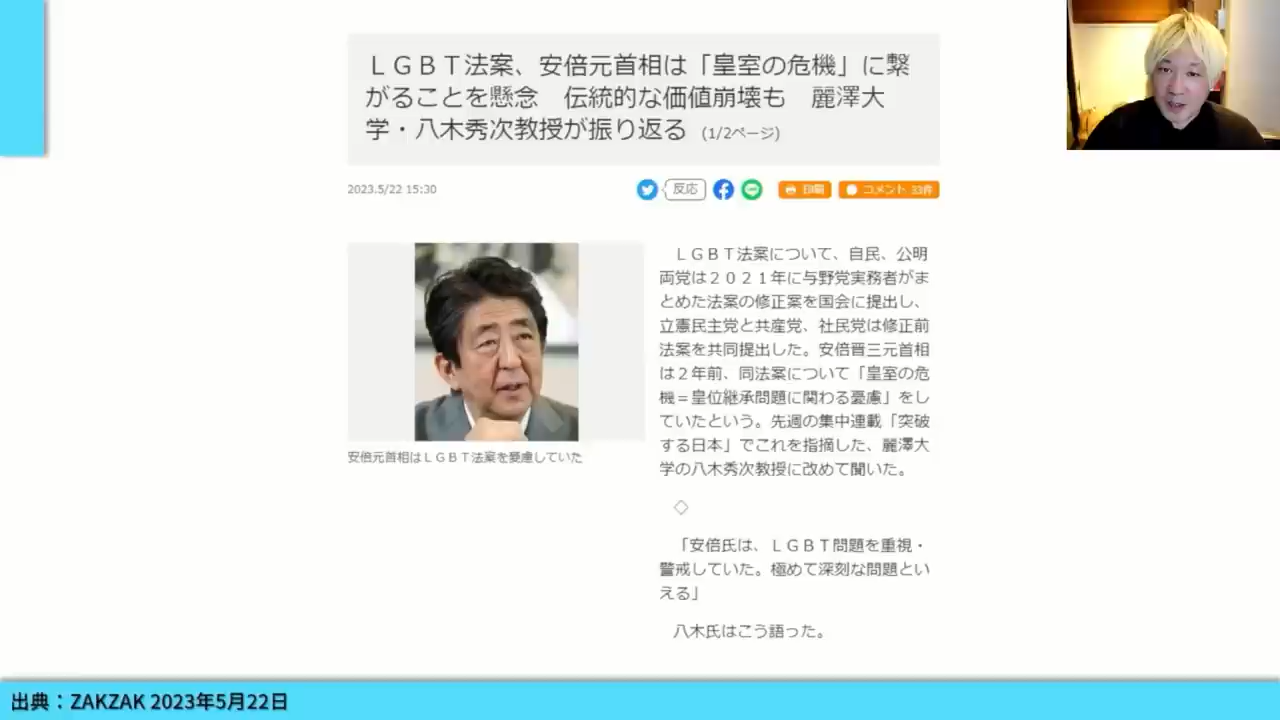 ＬＧＢＴ法案、安倍元首相は「皇室の危機」に繋
がることを懸念　伝統的な価値崩壊も　麗澤大
学・八木秀次教授が振り返る (1/2ページ)
2023.5/22 15:30
反応
印刷
コメント 33件
ＬＧＢＴ法案について、自民、公明
両党は２０２１年に与野党実務者がま
とめた法案の修正案を国会に提出し、
立憲民主党と共産党、社民党は修正前
法案を共同提出した。安倍晋三元首相
は２年前、同法案について「皇室の危
機＝皇位継承問題に関わる憂慮」をし
ていたという。先週の集中連載「突破
する日本」でこれを指摘した、麗澤大
学の八木秀次教授に改めて聞いた。
安倍元首相はＬＧＢＴ法案を憂慮していた
◇
「安倍氏は、ＬＧＢＴ問題を重視・
警戒していた。極めて深刻な問題とい
える」
八木氏はこう語った。
出典：ZAKZAK 2023年5月22日